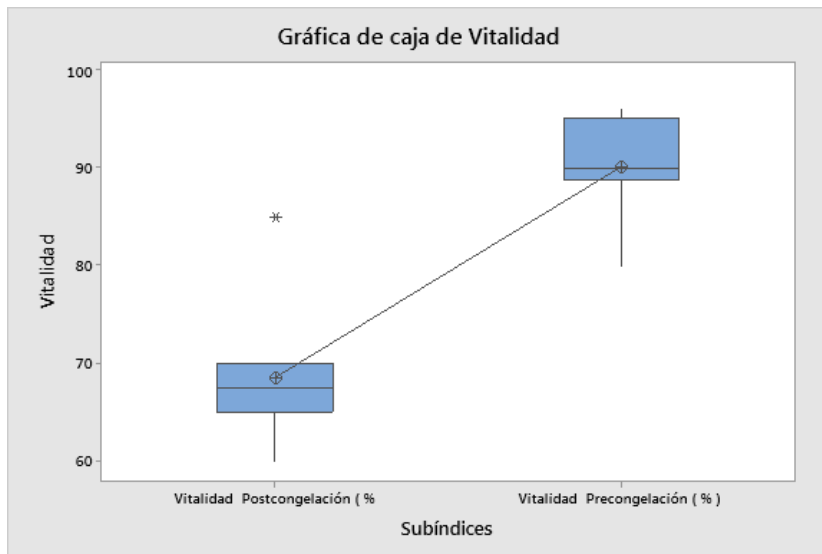 Gráfica de caja de Vitalidad
100
90
80
70
60
Vitalidad
Vitalidad Postcongelación ( %
Vitalidad Precongelación ( % )
Subíndices